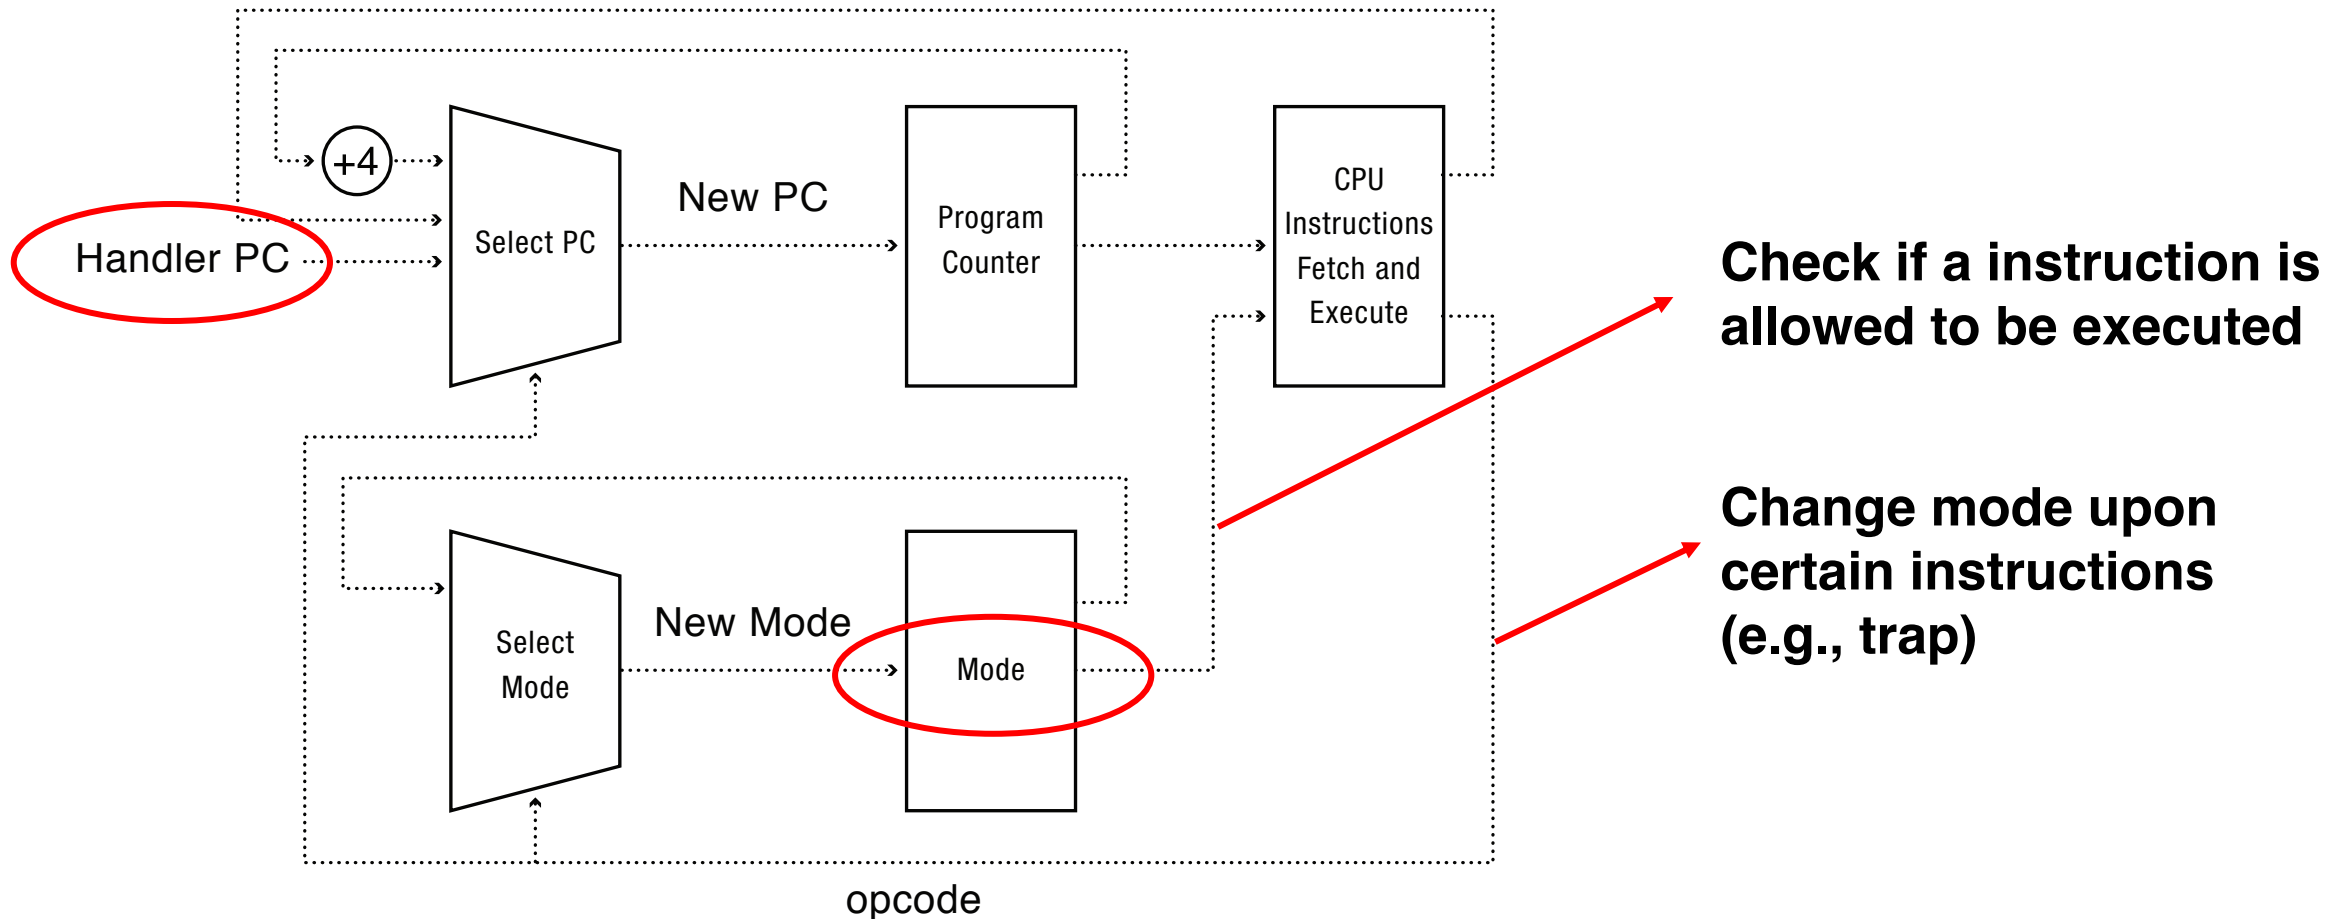 +4
Handler PC
Select PC
New PC
Program
Counter
CPU
Instructions
Fetch and
Execute
Check if a instruction is
allowed to be executed
Select
Mode
New Mode
Mode
Change mode upon
certain instructions
(e.g., trap)
opcode